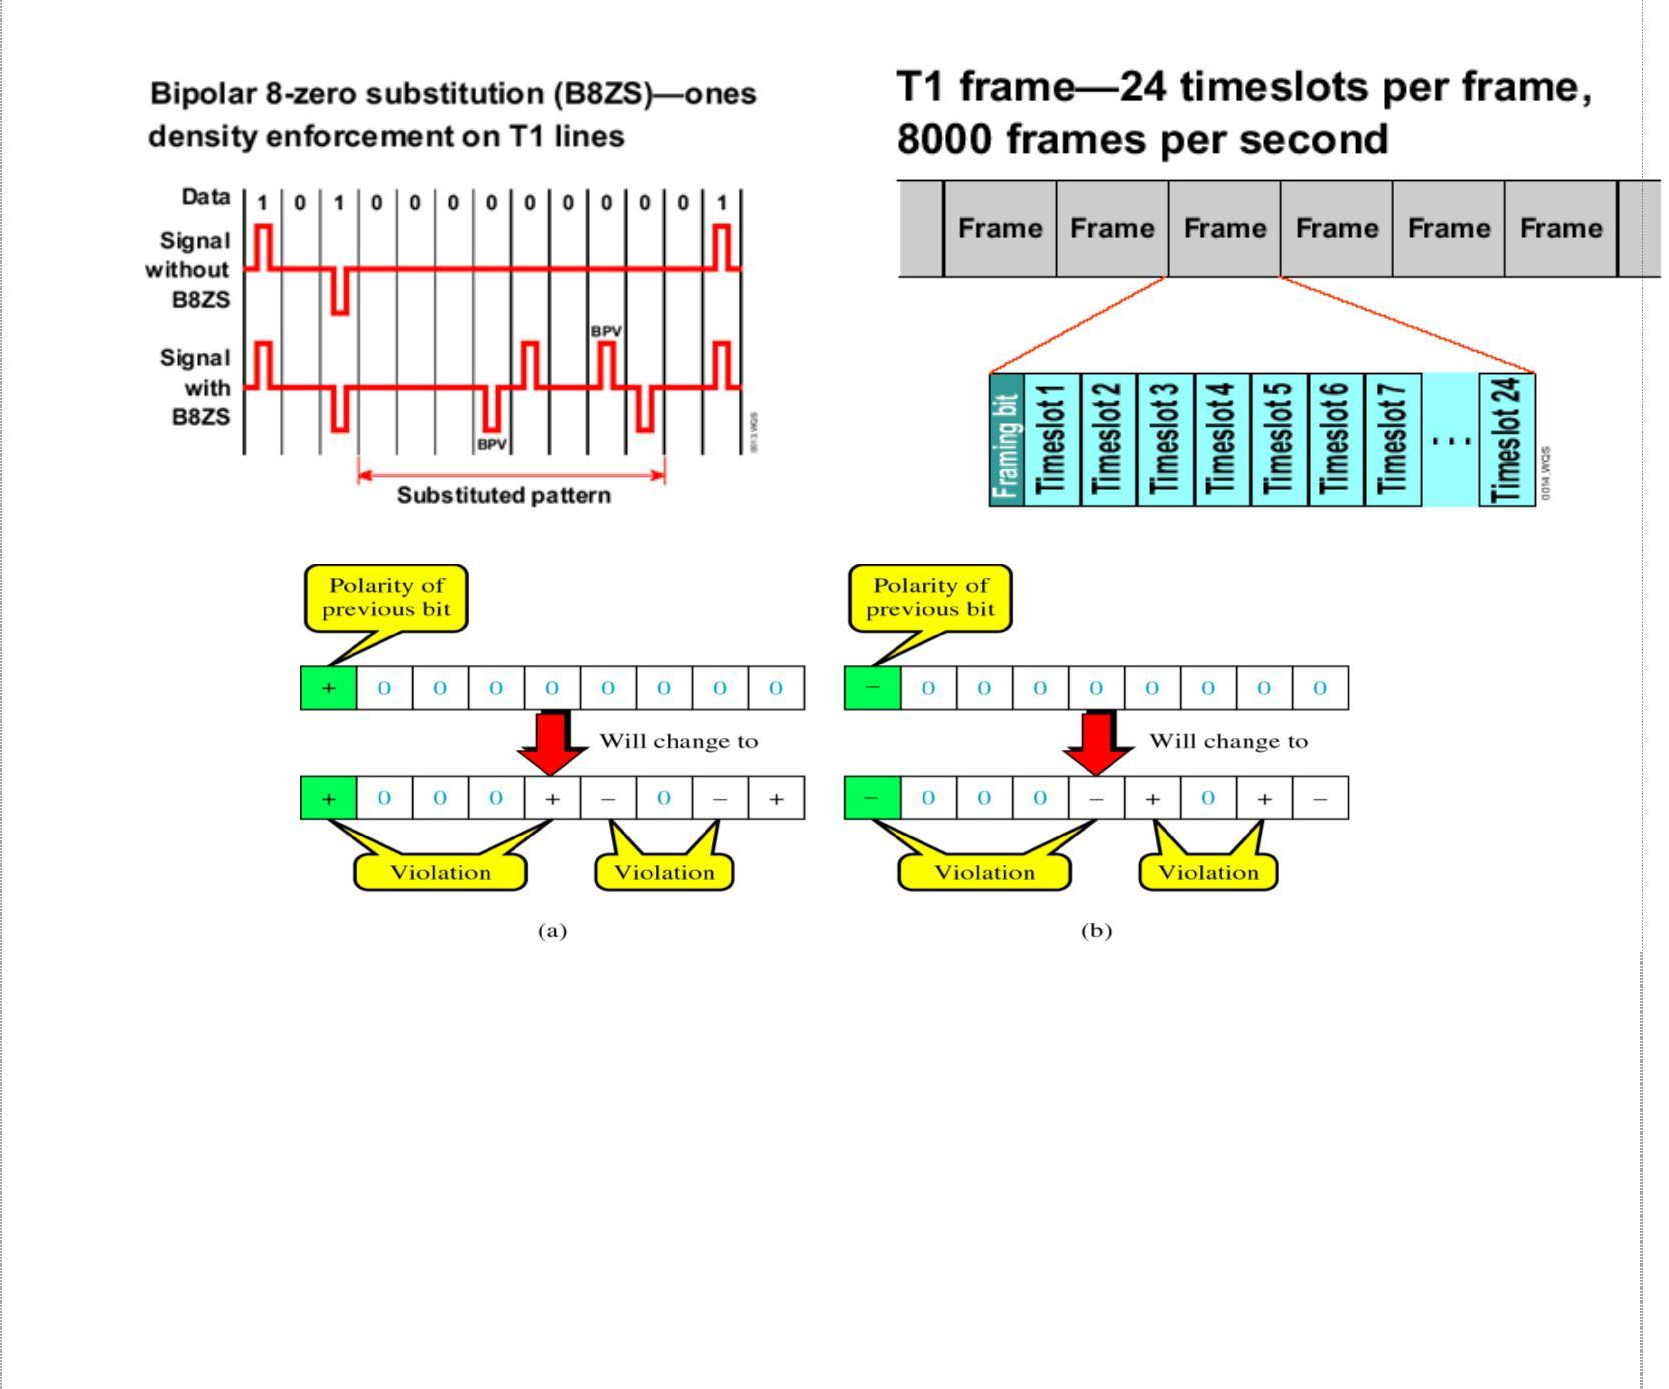 Bipolar 8-zero substitution (B8ZS)—ones
density enforcement on T1 lines
Data 1 0 1 0 0 0 0 0 0 0 0 0 1
Signal
without
B8ZS
BPV
Signal
with
B8ZS
BPV
0013.WQS
Substituted pattern
T1 frame—24 timeslots per frame,
8000 frames per second
Frame Frame Frame Frame Frame Frame
Framing bit
Timeslot 1
Timeslot 2
Timeslot 3
Timeslot 4
Timeslot 5
Timeslot 6
Timeslot 7
...
Timeslot 24
0014.WQS
Polarity of
previous bit
+ 0 0 0 0 0 0 0 0
Will change to
+ 0 0 0 + – 0 – +
Violation Violation
(a)
Polarity of
previous bit
– 0 0 0 0 0 0 0 0
Will change to
– 0 0 0 – + 0 + –
Violation Violation
(b)